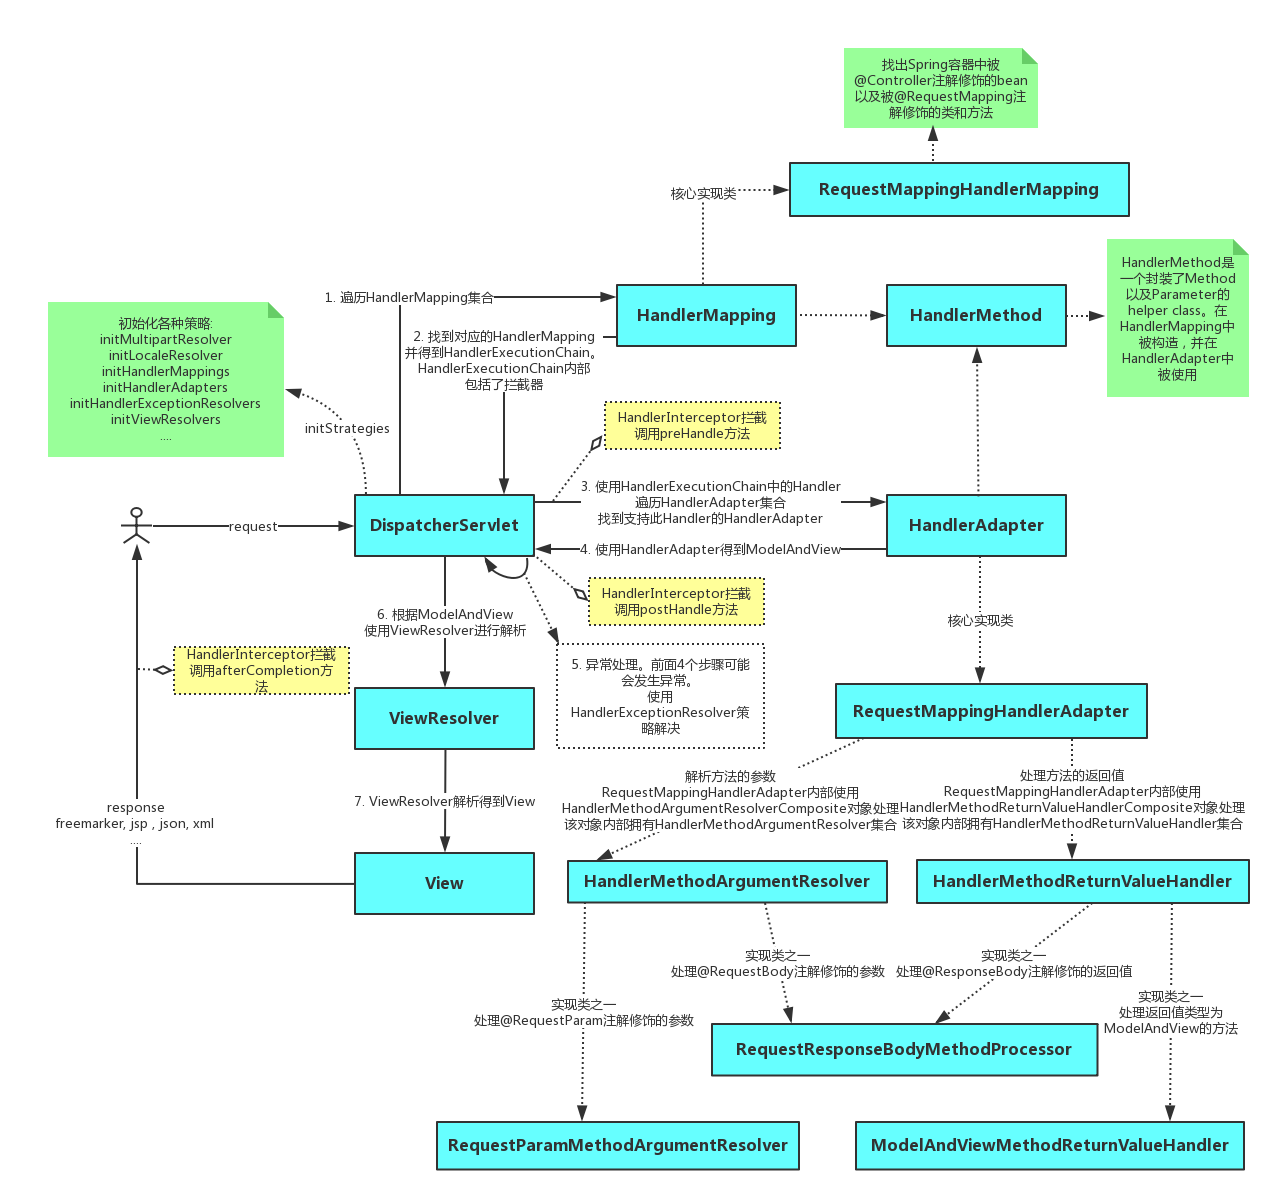 找出Spring容器中被
@Controller注解修饰的bean
以及被@RequestMapping注
解修饰的类和方法
RequestMappingHandlerMapping
核心实现类
HandlerMethod是
一个封装了Method
以及Parameter的
helper class。在
HandlerMapping中
被构造，并在
HandlerAdapter中
被使用
1. 遍历HandlerMapping集合
HandlerMapping
HandlerMethod
初始化各种策略:
initMultipartResolver
initLocaleResolver
initHandlerMappings
initHandlerAdapters
initHandlerExceptionResolvers
initViewResolvers
....
2. 找到对应的HandlerMapping
并得到HandlerExecutionChain。
HandlerExecutionChain内部
包括了拦截器
initStrategies
HandlerInterceptor拦截
调用preHandle方法
3. 使用HandlerExecutionChain中的Handler
遍历HandlerAdapter集合
找到支持此Handler的HandlerAdapter
request
DispatcherServlet
HandlerAdapter
4. 使用HandlerAdapter得到ModelAndView
HandlerInterceptor拦截
调用postHandle方法
6. 根据ModelAndView
使用ViewResolver进行解析
核心实现类
HandlerInterceptor拦截
调用afterCompletion方
法
5. 异常处理。前面4个步骤可能
会发生异常。
使用
HandlerExceptionResolver策
略解决
ViewResolver
RequestMappingHandlerAdapter
解析方法的参数
RequestMappingHandlerAdapter内部使用
HandlerMethodArgumentResolverComposite对象处理
该对象内部拥有HandlerMethodArgumentResolver集合
处理方法的返回值
RequestMappingHandlerAdapter内部使用
HandlerMethodReturnValueHandlerComposite对象处理
该对象内部拥有HandlerMethodReturnValueHandler集合
7. ViewResolver解析得到View
response
freemarker, jsp , json, xml
....
View
HandlerMethodArgumentResolver
HandlerMethodReturnValueHandler
实现类之一
处理@RequestBody注解修饰的参数
实现类之一
处理@ResponseBody注解修饰的返回值
实现类之一
处理@RequestParam注解修饰的参数
实现类之一
处理返回值类型为
ModelAndView的方法
RequestResponseBodyMethodProcessor
RequestParamMethodArgumentResolver
ModelAndViewMethodReturnValueHandler